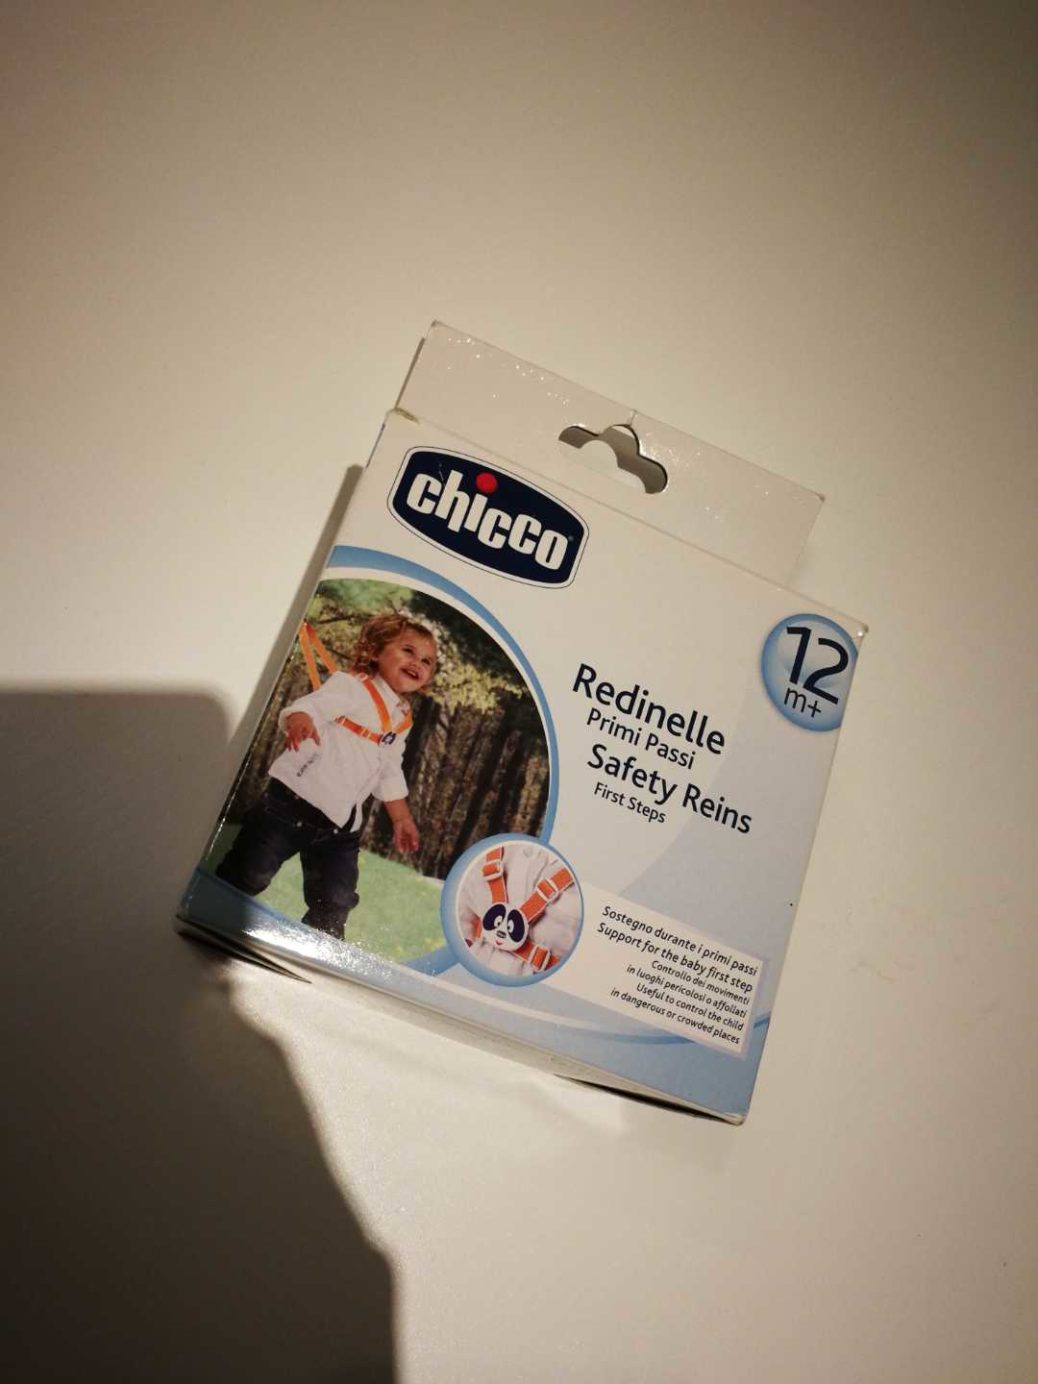 chicco
12
m+
Redinelle
Primi Passi
Safety Reins
First Steps
Sostegno durante i primi passi
Support for the baby first step
Controllo dei movimenti
in luoghi pericolosi o affollati
Useful to control the child
in dangerous or crowded places